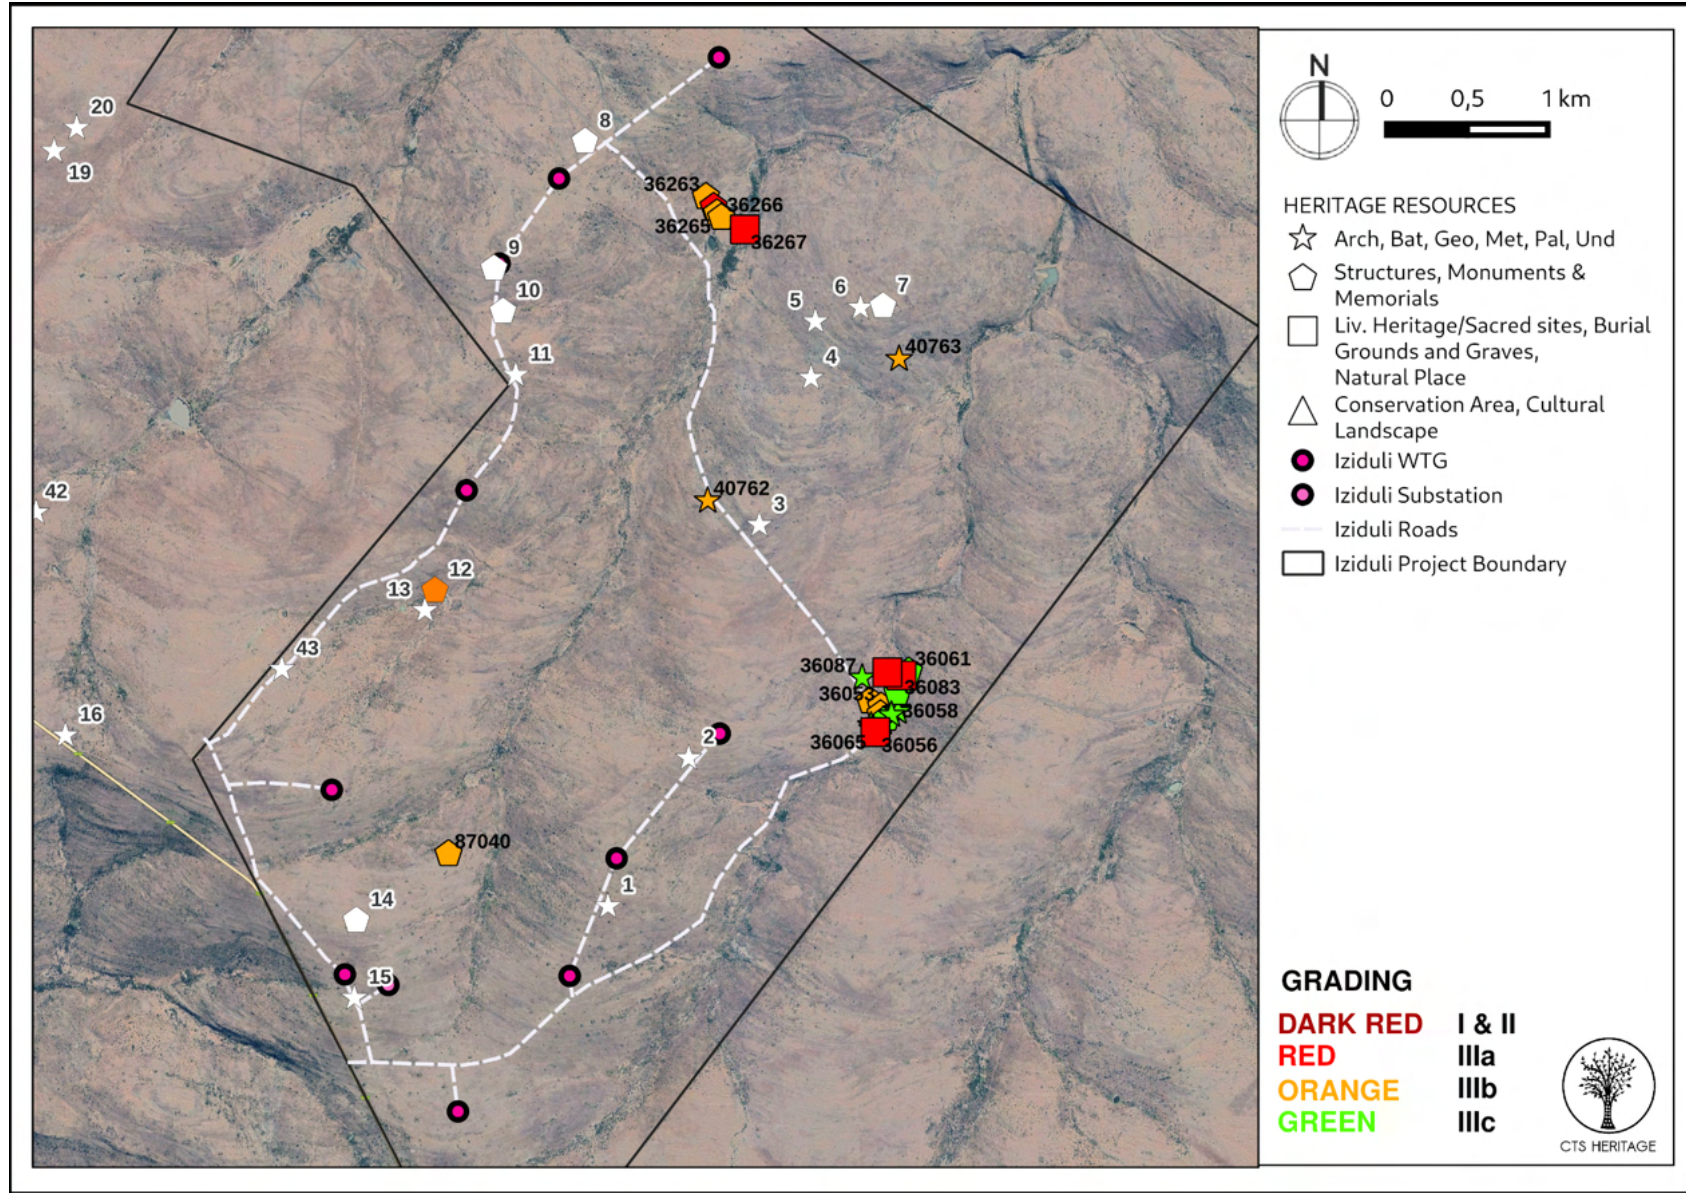 20
19
8
36263
36266
36265
36267
9
10
6
7
5
11
4
40763
42
40762
3
12
13
43
36087
36061
36083
36058
36065
36056
16
2
87040
1
14
15
N
0 0,5 1 km
HERITAGE RESOURCES
Arch, Bat, Geo, Met, Pal, Und
Structures, Monuments &
Memorials
Liv. Heritage/Sacred sites, Burial
Grounds and Graves,
Natural Place
Conservation Area, Cultural
Landscape
Iziduli WTG
Iziduli Substation
Iziduli Roads
Iziduli Project Boundary
GRADING
DARK RED I & II
RED IIIa
ORANGE IIIb
GREEN IIIc
CTS HERITAGE